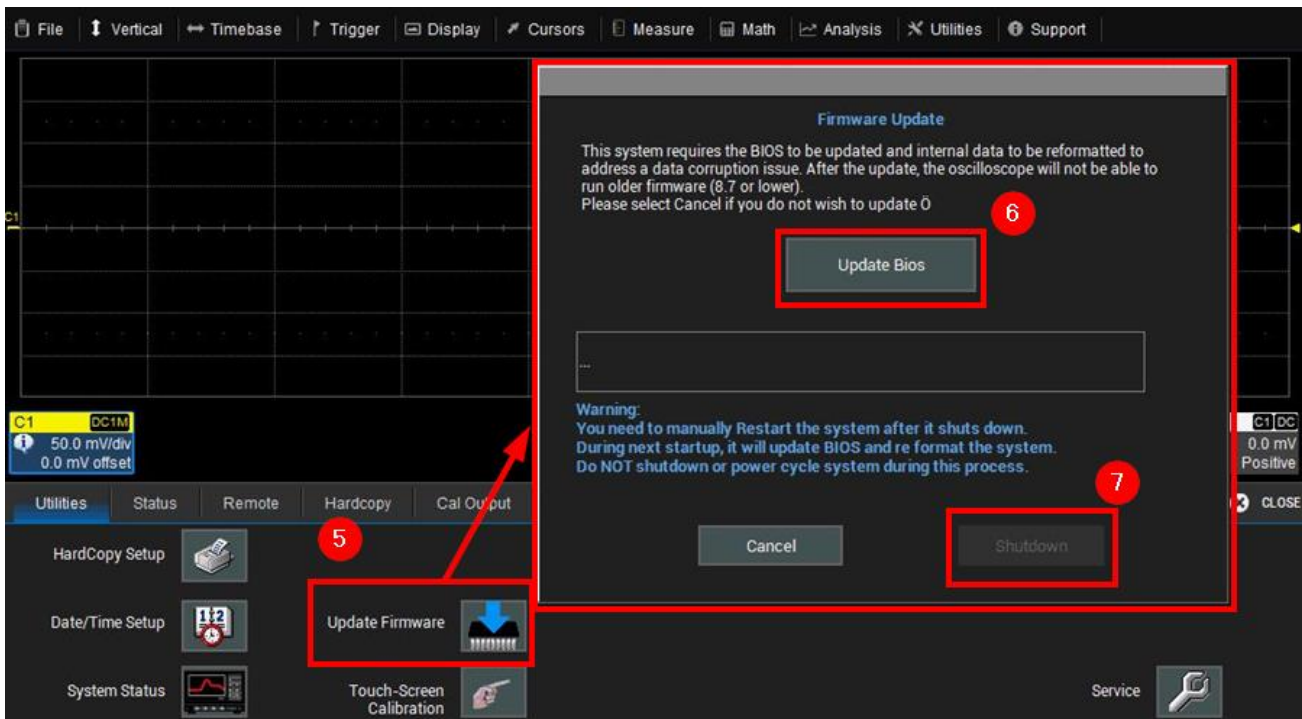 File Vertical Timebase Trigger Display Cursors Measure Math Analysis Utilities Support
Firmware Update
This system requires the BIOS to be updated and internal data to be reformatted to
address a data corruption issue. After the update, the oscilloscope will not be able to
run older firmware (8.7 or lower).
Please select Cancel if you do not wish to update Ö
6
Update Bios
...
Warning:
You need to manually Restart the system after it shuts down.
During next startup, it will update BIOS and re format the system.
Do NOT shutdown or power cycle system during this process.
7
Cancel
Shutdown
C1
C1 DC1M
50.0 mV/div
0.0 mV offset
C1 DC
0.0 mV
Positive
Utilities Status Remote Hardcopy Cal Output
CLOSE
5
HardCopy Setup
Date/Time Setup
Update Firmware
System Status
Touch-Screen
Calibration
Service